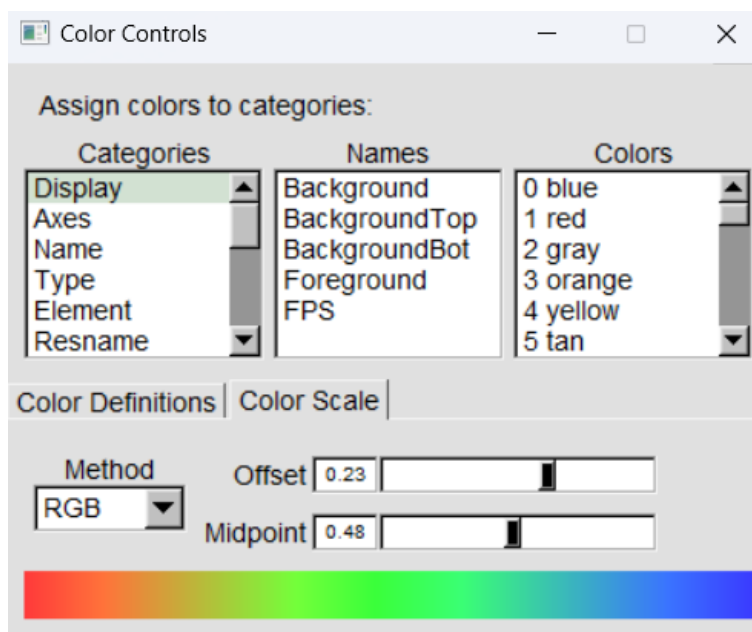 Color Controls
Assign colors to categories:
Categories
Names
Colors
Display
Axes
Name
Type
Element
Resname
Background
BackgroundTop
BackgroundBot
Foreground
FPS
0 blue
1 red
2 gray
3 orange
4 yellow
5 tan
Color Definitions
Color Scale
Method
RGB
Offset 0.23
Midpoint 0.48